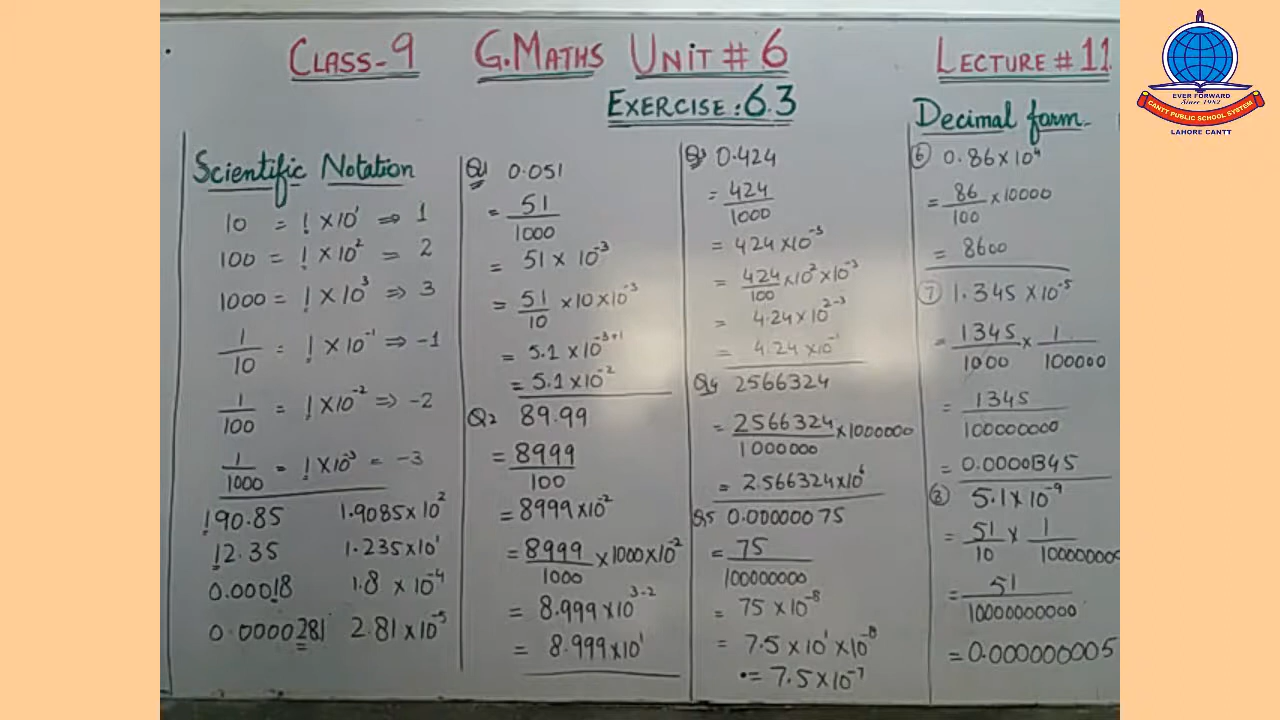 CLASS-9 G.MATHS UNIT # 6 LECTURE # 11.
EXERCISE : 6.3
EVER FORWARD
Since 1982
CANTT PUBLIC SCHOOL SYSTEM
LAHORE CANTT
Scientific Notation
10 = 1 × 10¹ ⇒ 1
100 = 1 × 10² = 2
1000 = 1 × 10³ ⇒ 3
1/10 = 1 × 10⁻¹ ⇒ -1
1/100 = 1 × 10⁻² ⇒ -2
1/1000 = 1 × 10⁻³ = -3
190.85 1.9085 × 10²
12.35 1.235 × 10¹
0.00018 1.8 × 10⁻⁴
0.0000281 2.81 × 10⁻⁵
Q1 0.051
= 51/1000
= 51 × 10⁻³
= 51/10 × 10 × 10⁻³
= 5.1 × 10⁻³⁺¹
= 5.1 × 10⁻²
Q2 89.99
= 8999/100
= 8999 × 10⁻²
= 8999/1000 × 1000 × 10⁻²
= 8.999 × 10³⁻²
= 8.999 × 10¹
Q3 0.424
= 424/1000
= 424 × 10⁻³
= 424/100 × 10² × 10⁻³
= 4.24 × 10²⁻³
= 4.24 × 10⁻¹
Q4 2566324
= 2566324/1000000 × 1000000
= 2.566324 × 10⁶
Q5 0.00000075
= 75/100000000
= 75 × 10⁻⁸
= 7.5 × 10¹ × 10⁻⁸
= 7.5 × 10⁻⁷
Decimal form
⑥ 0.86 × 10⁴
= 86/100 × 10000
= 8600
⑦ 1.345 × 10⁻⁵
= 1345/1000 × 1/100000
= 1345/100000000
= 0.00001345
⑧ 5.1 × 10⁻⁹
= 51/10 × 1/1000000000
= 51/10000000000
= 0.000000005